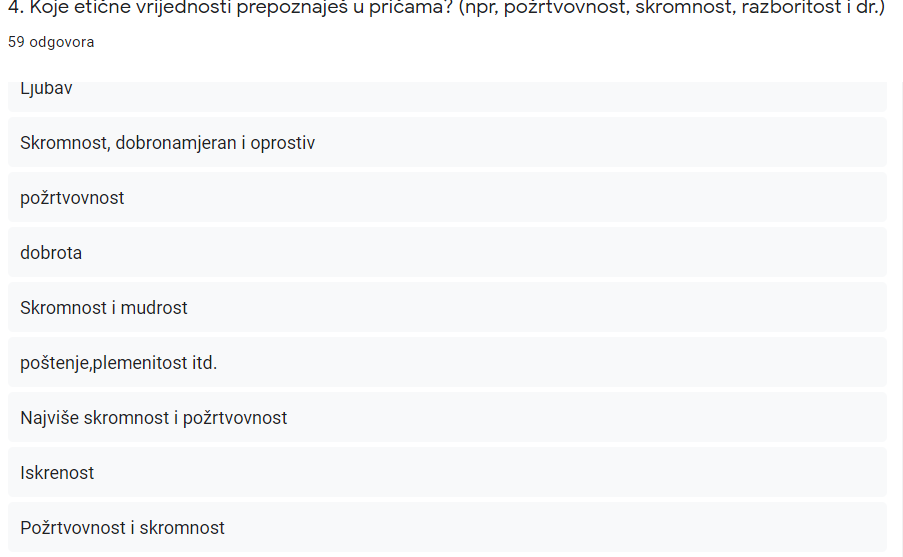 4. Koje etične vrijednosti prepoznaješ u pričama? (npr, požrtvovnost, skromnost, razboritost i dr.)
59 odgovora
Ljubav
Skromnost, dobronamjeran i oprostiv
požrtvovnost
dobrota
Skromnost i mudrost
poštenje,plemenitost itd.
Najviše skromnost i požrtvovnost
Iskrenost
Požrtvovnost i skromnost